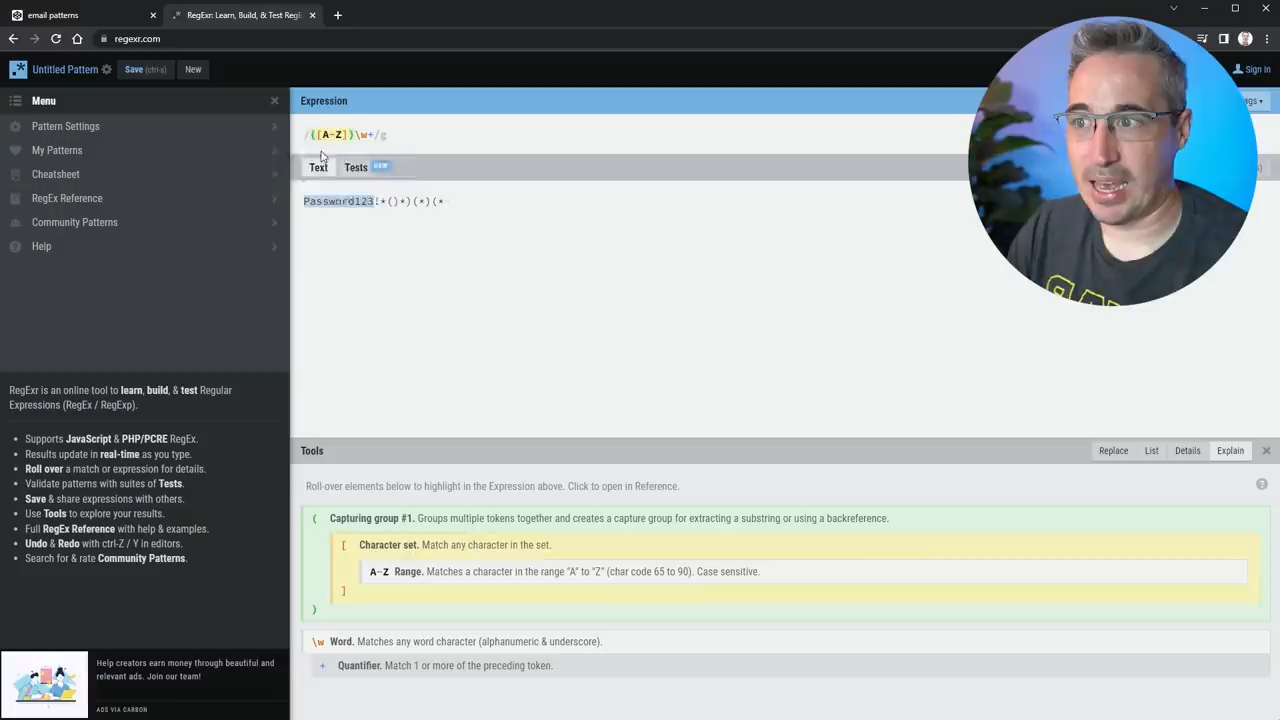 email patterns
RegExr: Learn, Build, & Test Reg
regexr.com
Untitled Pattern
Save (ctrl-s)
New
Sign In
Menu
Expression
Pattern Settings
My Patterns
Cheatsheet
RegEx Reference
Community Patterns
Help
/([A-Z])\w+/g
Text
Tests NEW
Password123!*()*)(*)(*
RegExr is an online tool to learn, build, & test Regular
Expressions (RegEx / RegExp).
• Supports JavaScript & PHP/PCRE RegEx.
• Results update in real-time as you type.
• Roll over a match or expression for details.
• Validate patterns with suites of Tests.
• Save & share expressions with others.
• Use Tools to explore your results.
• Full RegEx Reference with help & examples.
• Undo & Redo with ctrl-Z / Y in editors.
• Search for & rate Community Patterns.
Tools
Replace
List
Details
Explain
Roll-over elements below to highlight in the Expression above. Click to open in Reference.
( Capturing group #1. Groups multiple tokens together and creates a capture group for extracting a substring or using a backreference.
[ Character set. Match any character in the set.
A-Z Range. Matches a character in the range "A" to "Z" (char code 65 to 90). Case sensitive.
]
)
\w Word. Matches any word character (alphanumeric & underscore).
+ Quantifier. Match 1 or more of the preceding token.
Help creators earn money through beautiful and
relevant ads. Join our team!
ADS VIA CARBON